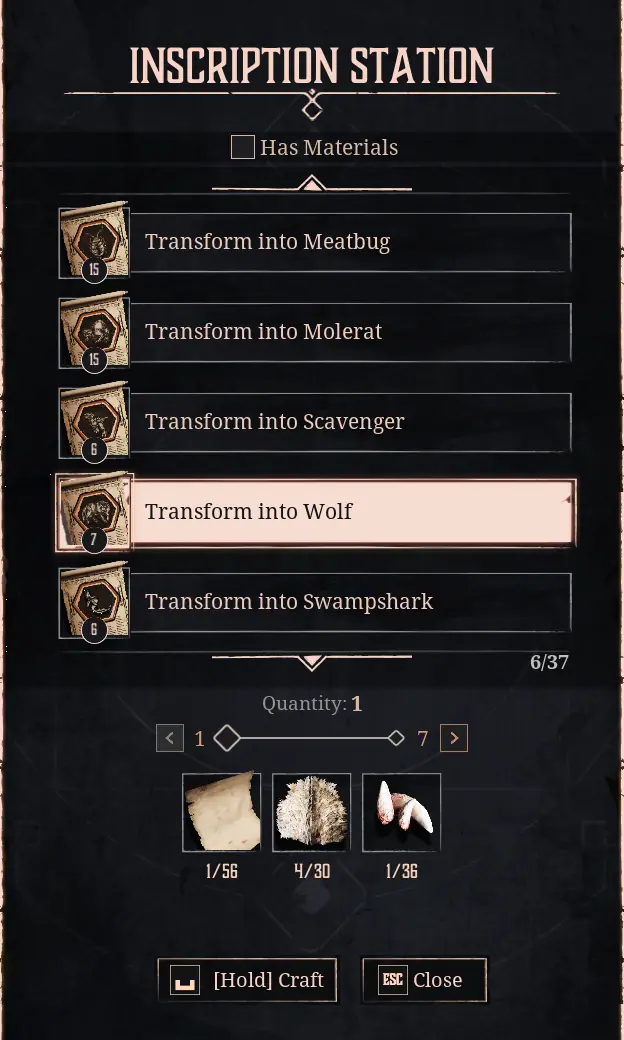 INSCRIPTION STATION
Has Materials
15 Transform into Meatbug
15 Transform into Molerat
6 Transform into Scavenger
7 Transform into Wolf
6 Transform into Swampshark
6/37
Quantity: 1
< 1 7 >
1/56 4/30 1/36
[Hold] Craft ESC Close